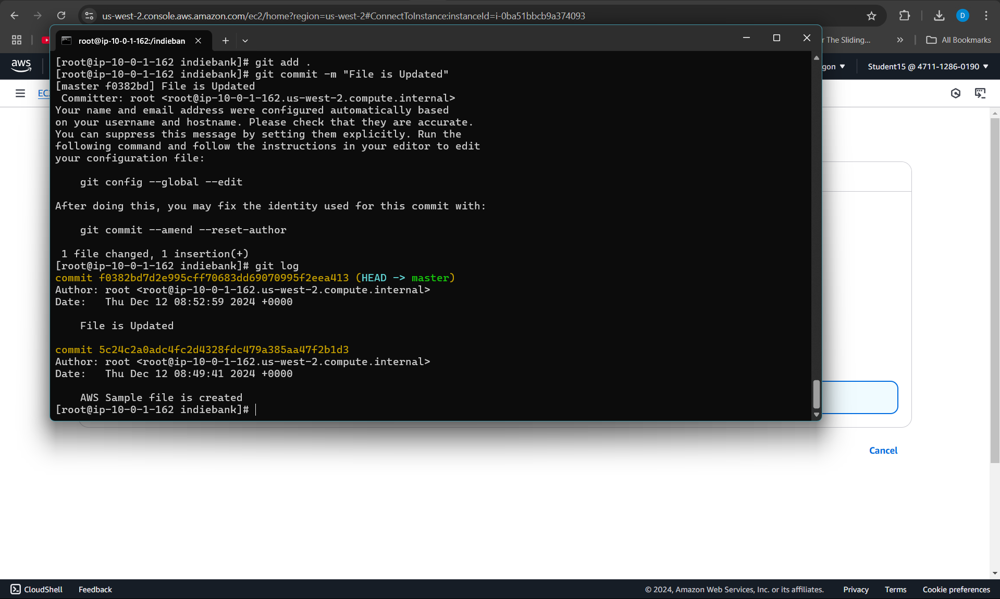 us-west-2.console.aws.amazon.com/ec2/home?region=us-west-2#ConnectToInstance:instanceId=i-0ba51bbcb9a374093
D
root@ip-10-0-1-162:/indieban
r The Sliding...
All Bookmarks
aws
gon
Student15 @ 4711-1286-0190
EC
[root@ip-10-0-1-162 indiebank]# git add .
[root@ip-10-0-1-162 indiebank]# git commit -m "File is Updated"
[master f0382bd] File is Updated
 Committer: root <root@ip-10-0-1-162.us-west-2.compute.internal>
Your name and email address were configured automatically based
on your username and hostname. Please check that they are accurate.
You can suppress this message by setting them explicitly. Run the
following command and follow the instructions in your editor to edit
your configuration file:
    git config --global --edit
After doing this, you may fix the identity used for this commit with:
    git commit --amend --reset-author
 1 file changed, 1 insertion(+)
[root@ip-10-0-1-162 indiebank]# git log
commit f0382bd7d2e995cff70683dd69070995f2eea413 (HEAD -> master)
Author: root <root@ip-10-0-1-162.us-west-2.compute.internal>
Date:   Thu Dec 12 08:52:59 2024 +0000
    File is Updated
commit 5c24c2a0adc4fc2d4328fdc479a385aa47f2b1d3
Author: root <root@ip-10-0-1-162.us-west-2.compute.internal>
Date:   Thu Dec 12 08:49:41 2024 +0000
    AWS Sample file is created
[root@ip-10-0-1-162 indiebank]#
Cancel
CloudShell
Feedback
© 2024, Amazon Web Services, Inc. or its affiliates.
Privacy
Terms
Cookie preferences